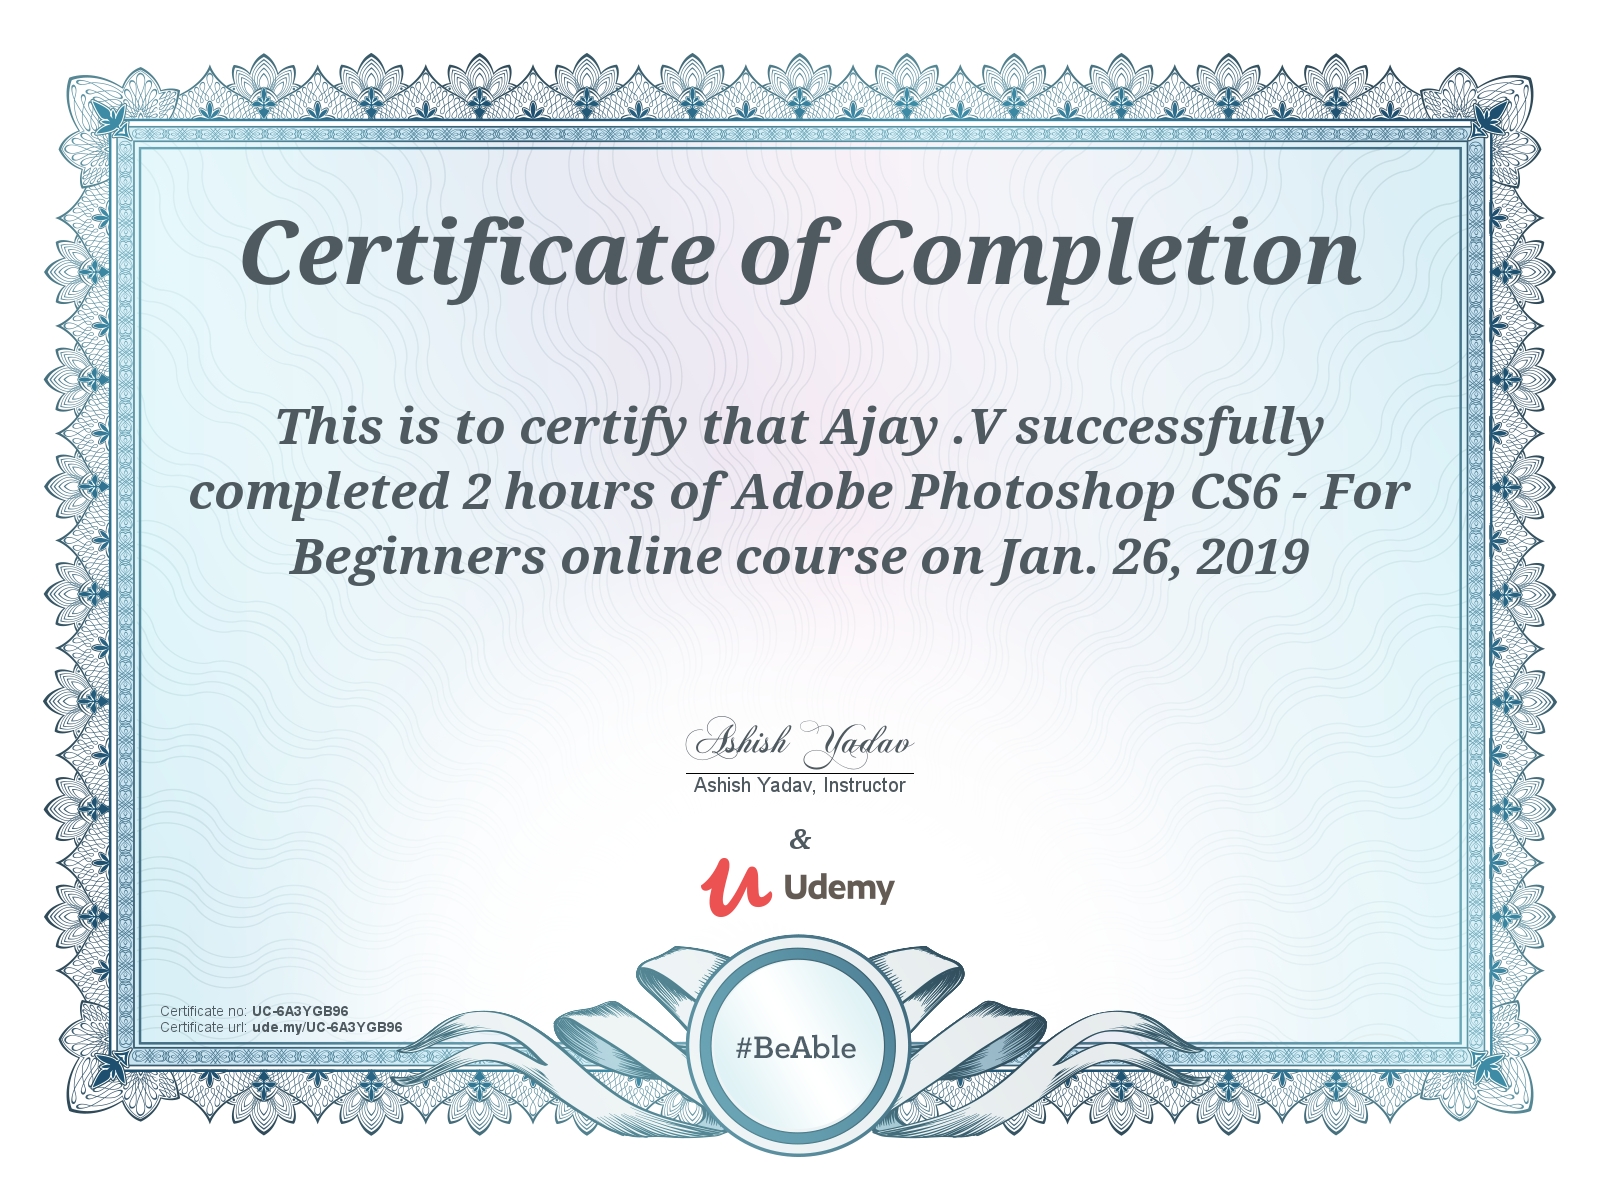 Certificate of Completion
This is to certify that Ajay .V successfully
completed 2 hours of Adobe Photoshop CS6 - For
Beginners online course on Jan. 26, 2019
Ashish Yadav
Ashish Yadav, Instructor
&
Udemy
Certificate no: UC-6A3YGB96
Certificate url: ude.my/UC-6A3YGB96
#BeAble